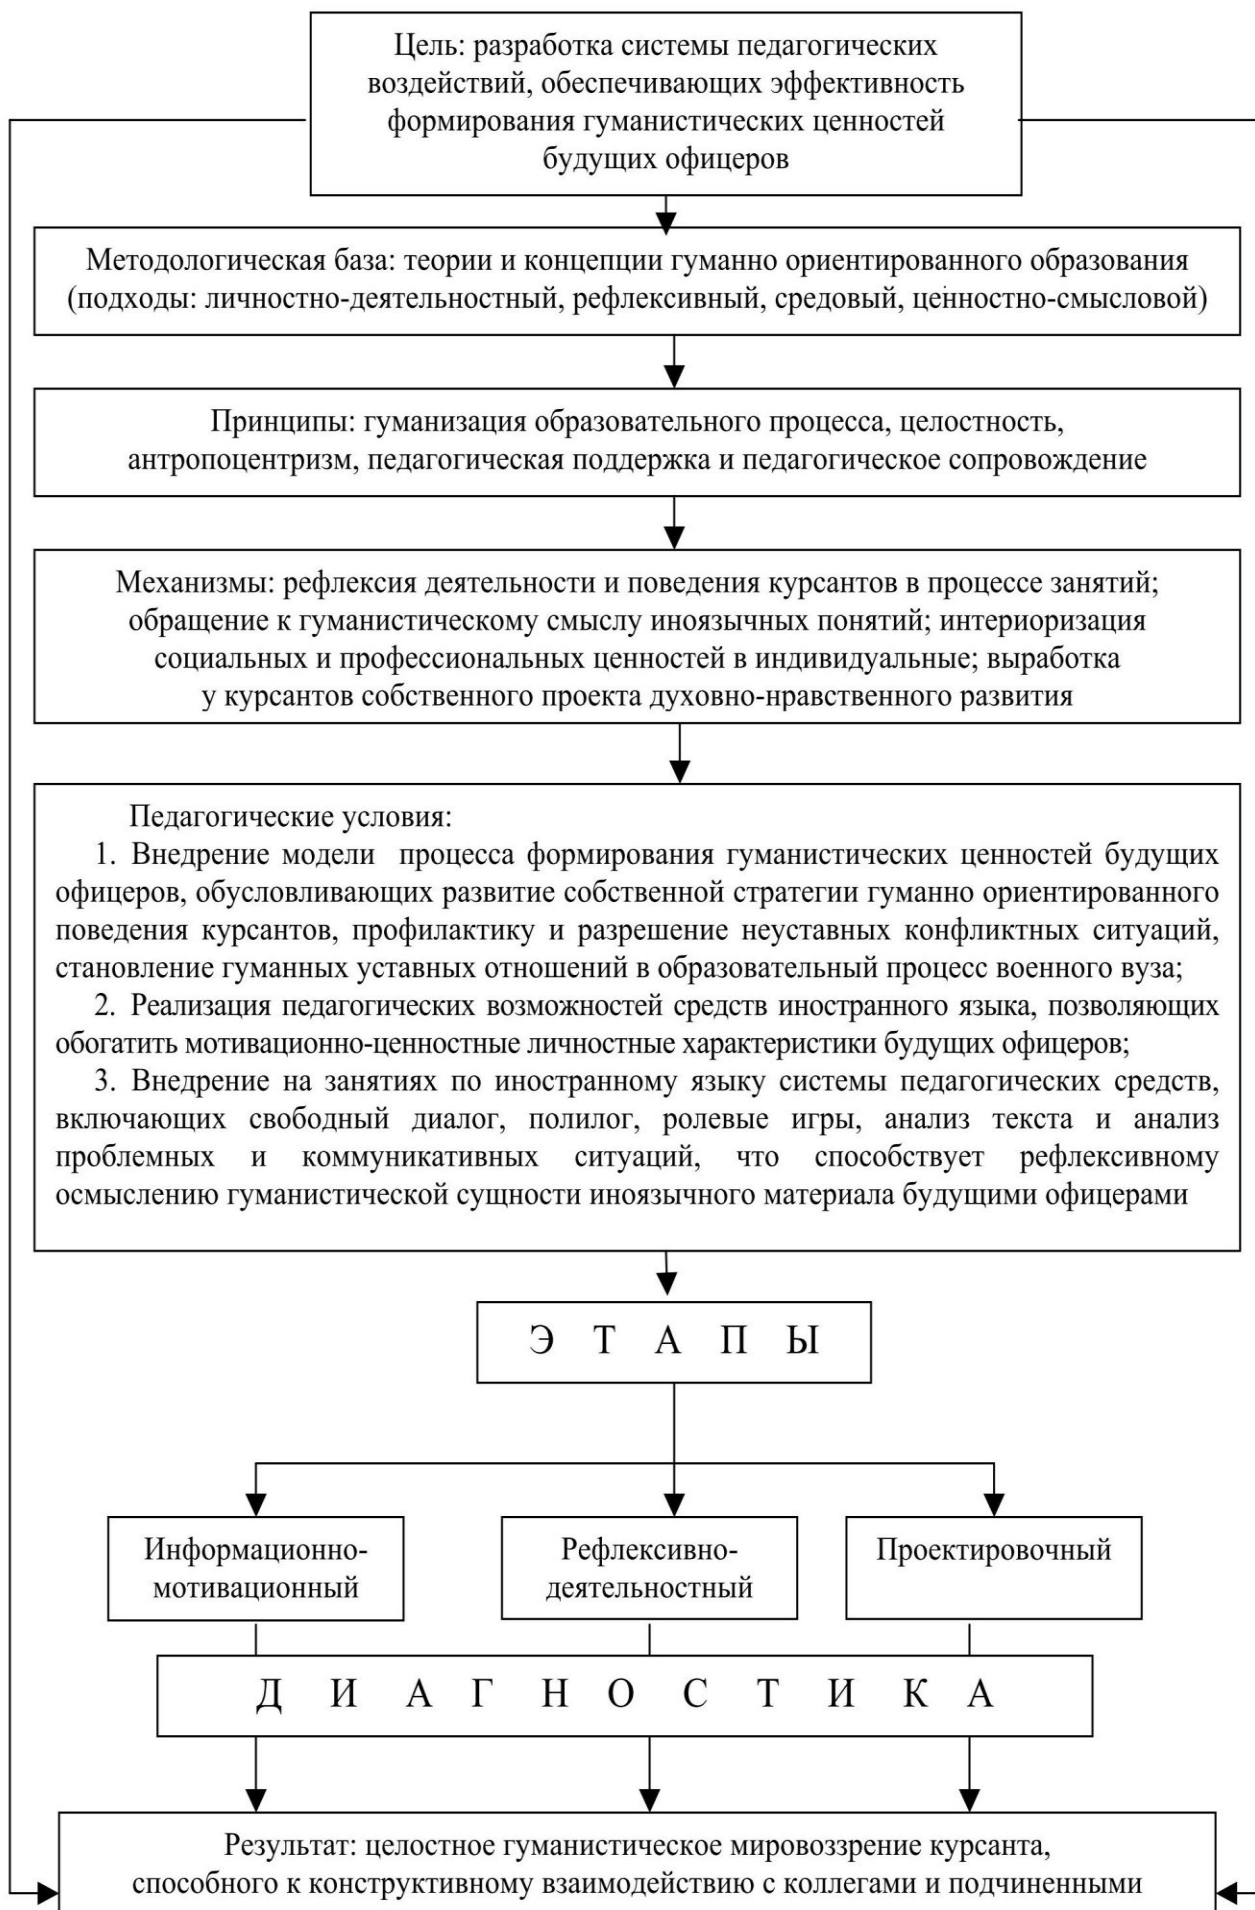 Цель: разработка системы педагогических
воздействий, обеспечивающих эффективность
формирования гуманистических ценностей
будущих офицеров
Методологическая база: теории и концепции гуманно ориентированного образования
(подходы: личностно-деятельностный, рефлексивный, средовый, ценностно-смысловой)
Принципы: гуманизация образовательного процесса, целостность,
антропоцентризм, педагогическая поддержка и педагогическое сопровождение
Механизмы: рефлексия деятельности и поведения курсантов в процессе занятий;
обращение к гуманистическому смыслу иноязычных понятий; интериоризация
социальных и профессиональных ценностей в индивидуальные; выработка
у курсантов собственного проекта духовно-нравственного развития
Педагогические условия:
1. Внедрение модели процесса формирования гуманистических ценностей будущих
офицеров, обусловливающих развитие собственной стратегии гуманно ориентированного
поведения курсантов, профилактику и разрешение неуставных конфликтных ситуаций,
становление гуманных уставных отношений в образовательный процесс военного вуза;
2. Реализация педагогических возможностей средств иностранного языка, позволяющих
обогатить мотивационно-ценностные личностные характеристики будущих офицеров;
3. Внедрение на занятиях по иностранному языку системы педагогических средств,
включающих свободный диалог, полилог, ролевые игры, анализ текста и анализ
проблемных и коммуникативных ситуаций, что способствует рефлексивному
осмыслению гуманистической сущности иноязычного материала будущими офицерами
Э Т А П Ы
Информационно-
мотивационный
Рефлексивно-
деятельностный
Проектировочный
Д И А Г Н О С Т И К А
Результат: целостное гуманистическое мировоззрение курсанта,
способного к конструктивному взаимодействию с коллегами и подчиненными